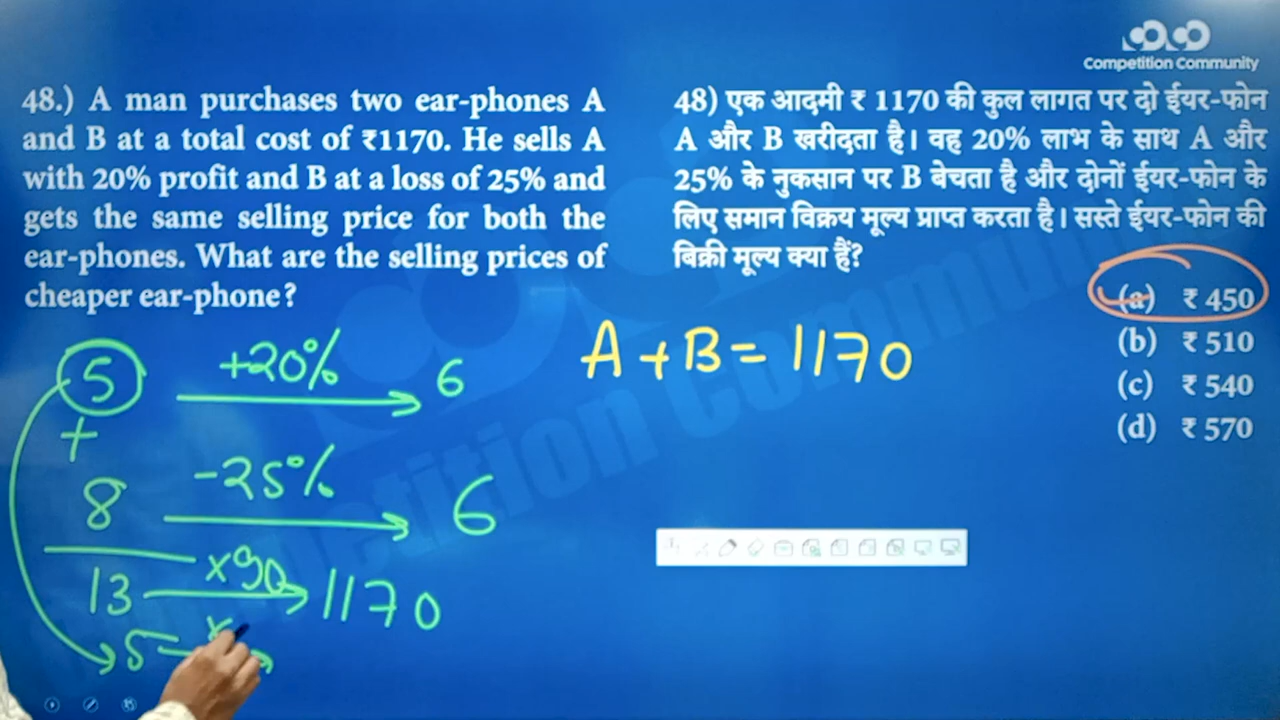 Competition Community
48.) A man purchases two ear-phones A
and B at a total cost of ₹1170. He sells A
with 20% profit and B at a loss of 25% and
gets the same selling price for both the
ear-phones. What are the selling prices of
cheaper ear-phone?
48) एक आदमी ₹ 1170 की कुल लागत पर दो ईयर-फोन
A और B खरीदता है। वह 20% लाभ के साथ A और
25% के नुकसान पर B बेचता है और दोनों ईयर-फोन के
लिए समान विक्रय मूल्य प्राप्त करता है। सस्ते ईयर-फोन की
बिक्री मूल्य क्या हैं?
(a) ₹ 450
(b) ₹ 510
(c) ₹ 540
(d) ₹ 570
A + B = 1170
5 +20% 6
+
8 -25% 6
13 x90 1170
5 x